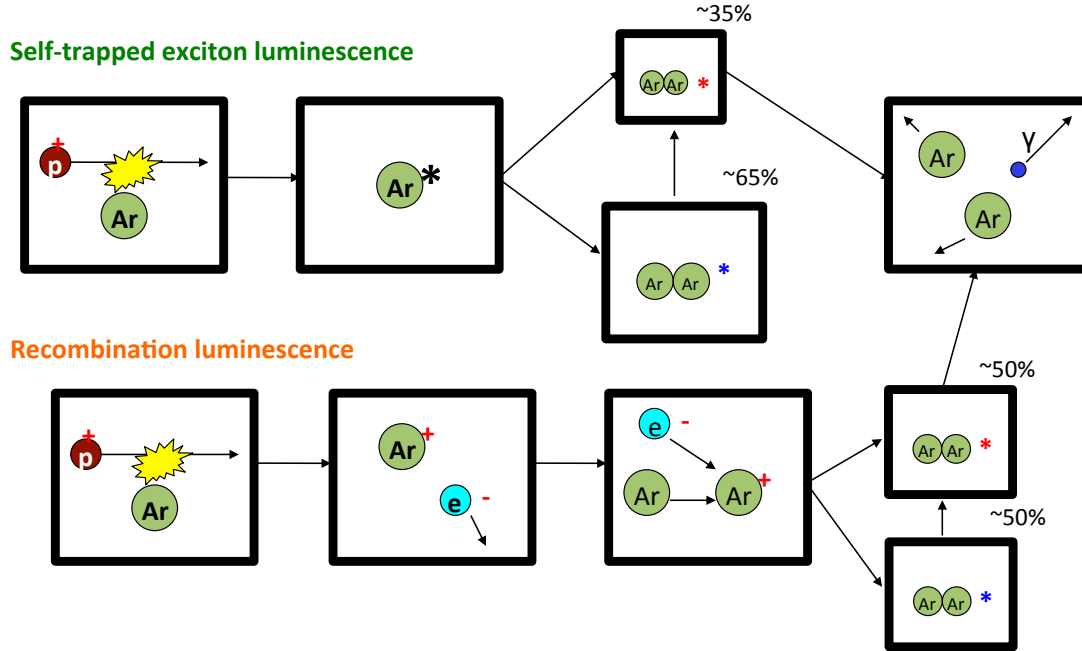 ~35%
Self-trapped exciton luminescence
Ar Ar *
+
p
Ar
Ar*
~65%
Ar Ar *
Ar
γ
Ar
Recombination luminescence
~50%
+
p
Ar
Ar+
e -
e -
Ar
Ar+
Ar Ar *
~50%
Ar Ar *